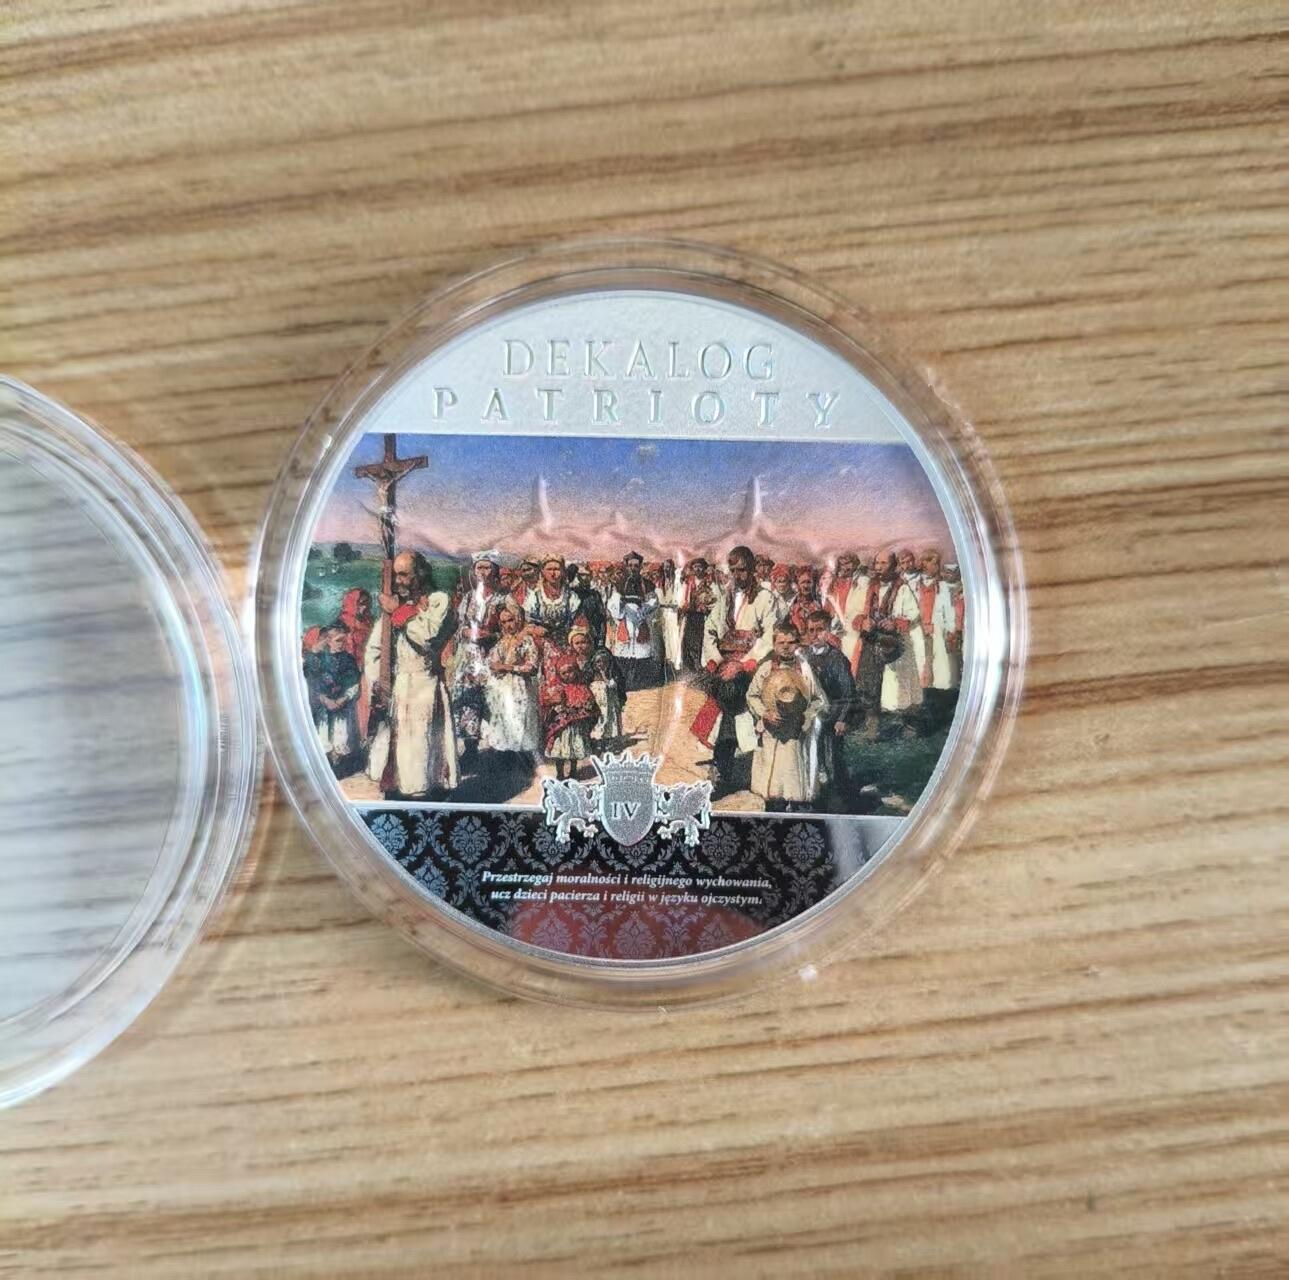 DEKALOG
PATRIOTY
IV
Przestrzegaj moralności i religijnego wychowania,
ucz dzieci pacierza i religii w języku ojczystym.